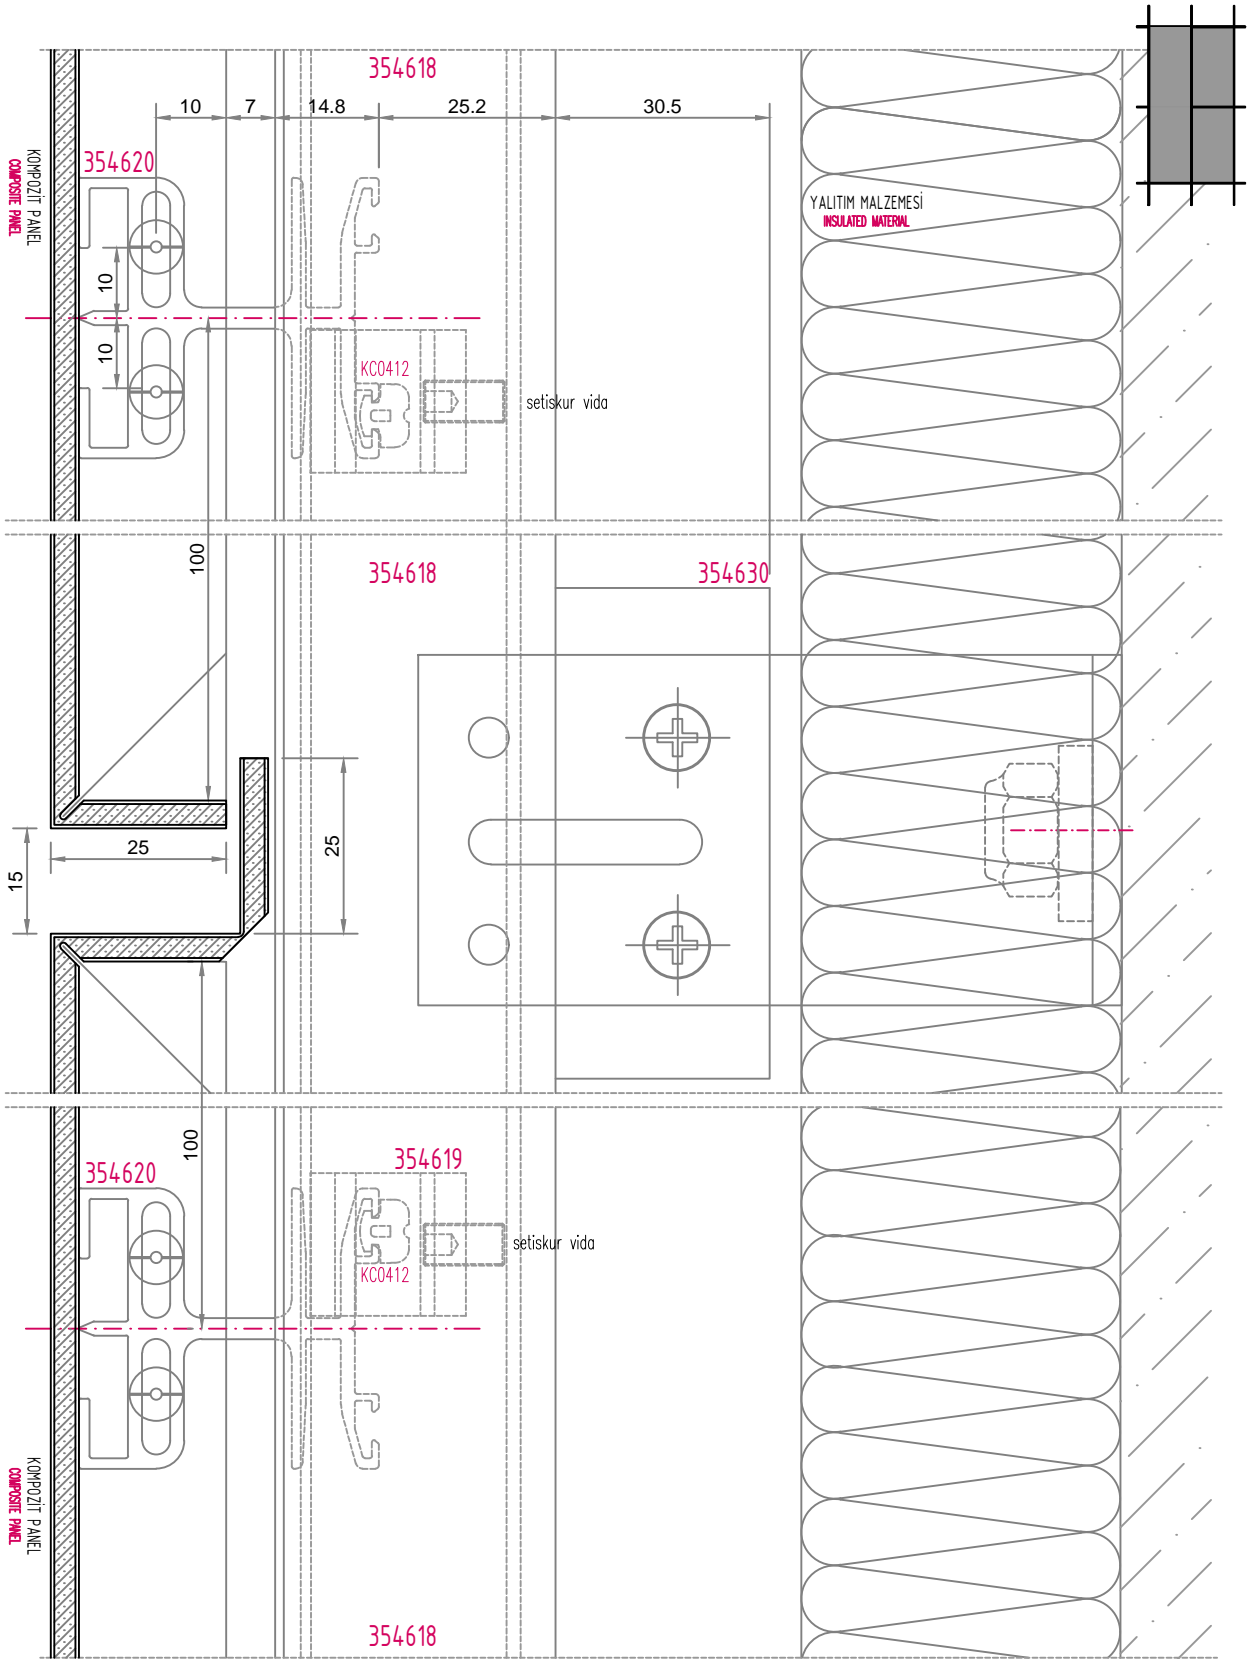 354618
10
7
14.8
25.2
30.5
354620
KOMPOZİT PANEL
COMPOSITE PANEL
YALITIM MALZEMESİ
INSULATED MATERIAL
10
10
KC0412
setiskur vida
100
354618
354630
25
25
15
100
354619
354620
setiskur vida
KC0412
KOMPOZİT PANEL
COMPOSITE PANEL
354618